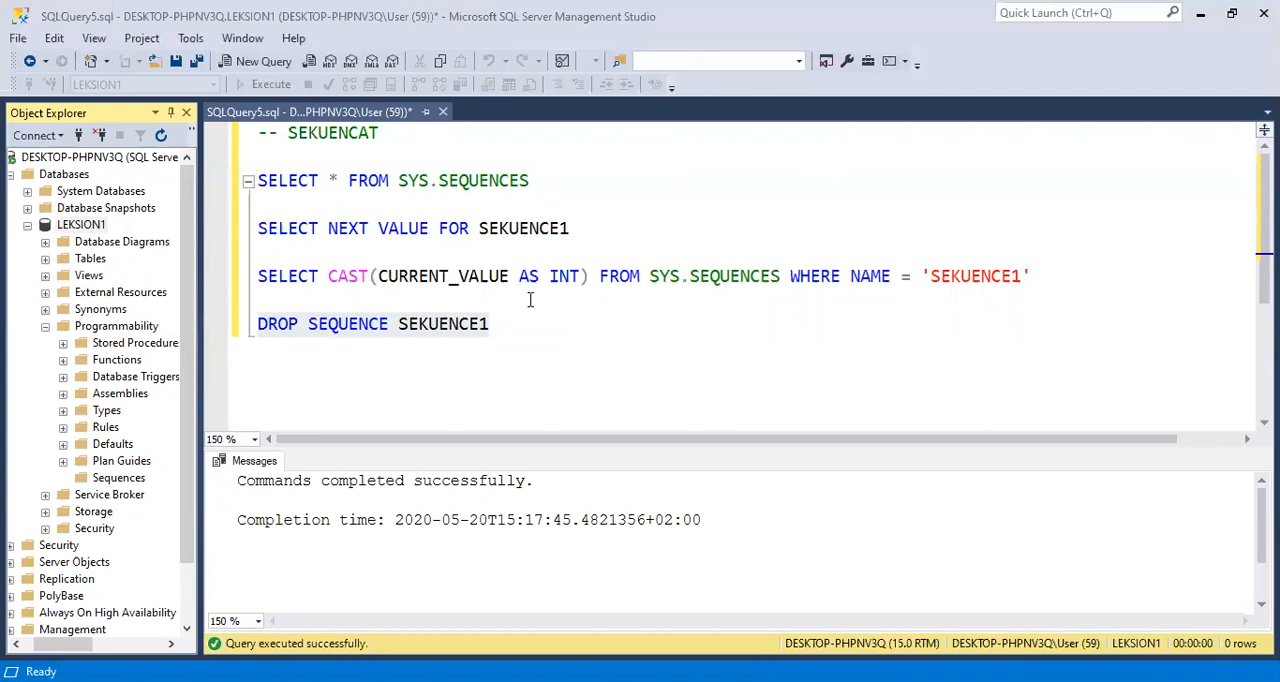 SQLQuery5.sql - DESKTOP-PHPNV3Q.LEKSION1 (DESKTOP-PHPNV3Q\User (59))* - Microsoft SQL Server Management Studio
Quick Launch (Ctrl+Q)
File Edit View Project Tools Window Help
New Query
MDX DMX XMLA DAX
LEKSION1 Execute
Object Explorer
SQLQuery5.sql - D...PHPNV3Q\User (59))*
Connect
DESKTOP-PHPNV3Q (SQL Serve
Databases
System Databases
Database Snapshots
LEKSION1
Database Diagrams
Tables
Views
External Resources
Synonyms
Programmability
Stored Procedure
Functions
Database Triggers
Assemblies
Types
Rules
Defaults
Plan Guides
Sequences
Service Broker
Storage
Security
Security
Server Objects
Replication
PolyBase
Always On High Availability
Management
-- SEKUENCAT
SELECT * FROM SYS.SEQUENCES
SELECT NEXT VALUE FOR SEKUENCE1
SELECT CAST(CURRENT_VALUE AS INT) FROM SYS.SEQUENCES WHERE NAME = 'SEKUENCE1'
DROP SEQUENCE SEKUENCE1
150 %
Messages
Commands completed successfully.
Completion time: 2020-05-20T15:17:45.4821356+02:00
150 %
Query executed successfully. DESKTOP-PHPNV3Q (15.0 RTM) DESKTOP-PHPNV3Q\User (59) LEKSION1 00:00:00 0 rows
Ready